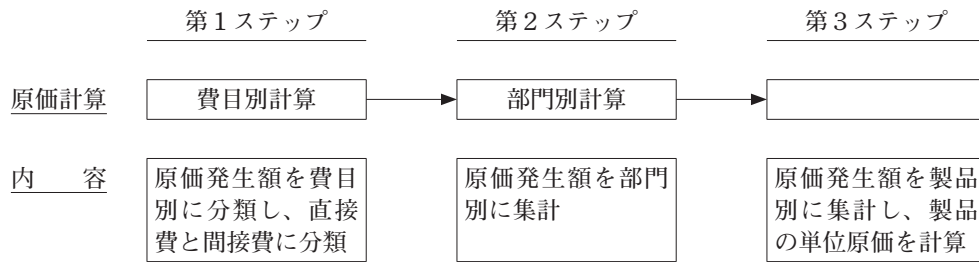 第1ステップ 第2ステップ 第3ステップ
原価計算 費目別計算 部門別計算
内　　容
原価発生額を費目
別に分類し、直接
費と間接費に分類
原価発生額を部門
別に集計
原価発生額を製品
別に集計し、製品
の単位原価を計算